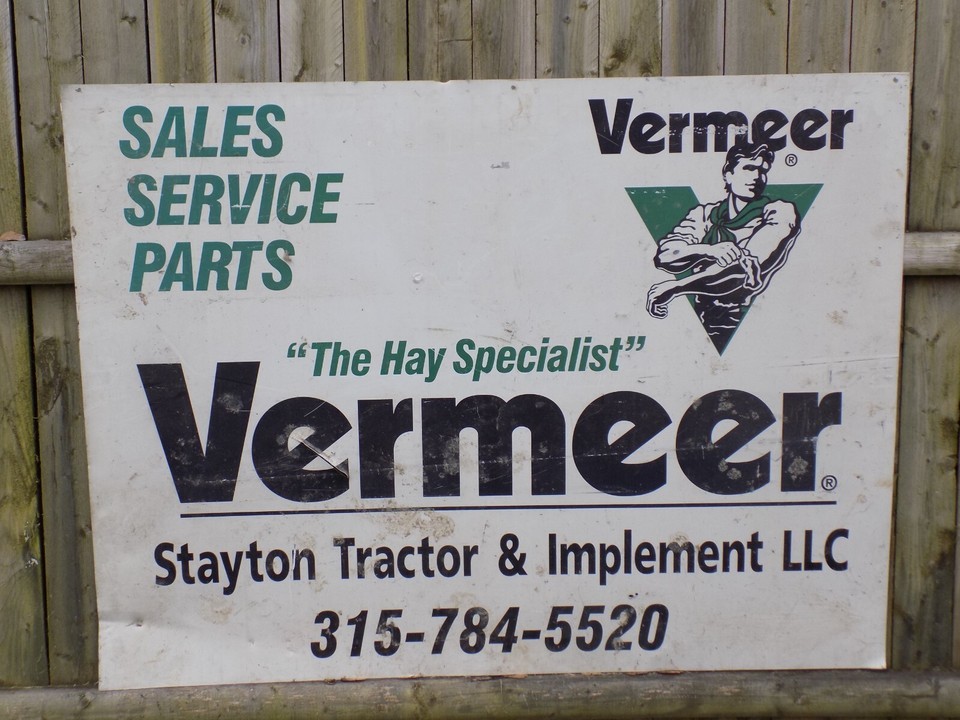 SALES
SERVICE
PARTS
Vermeer®
“The Hay Specialist”
Vermeer®
Stayton Tractor & Implement LLC
315-784-5520